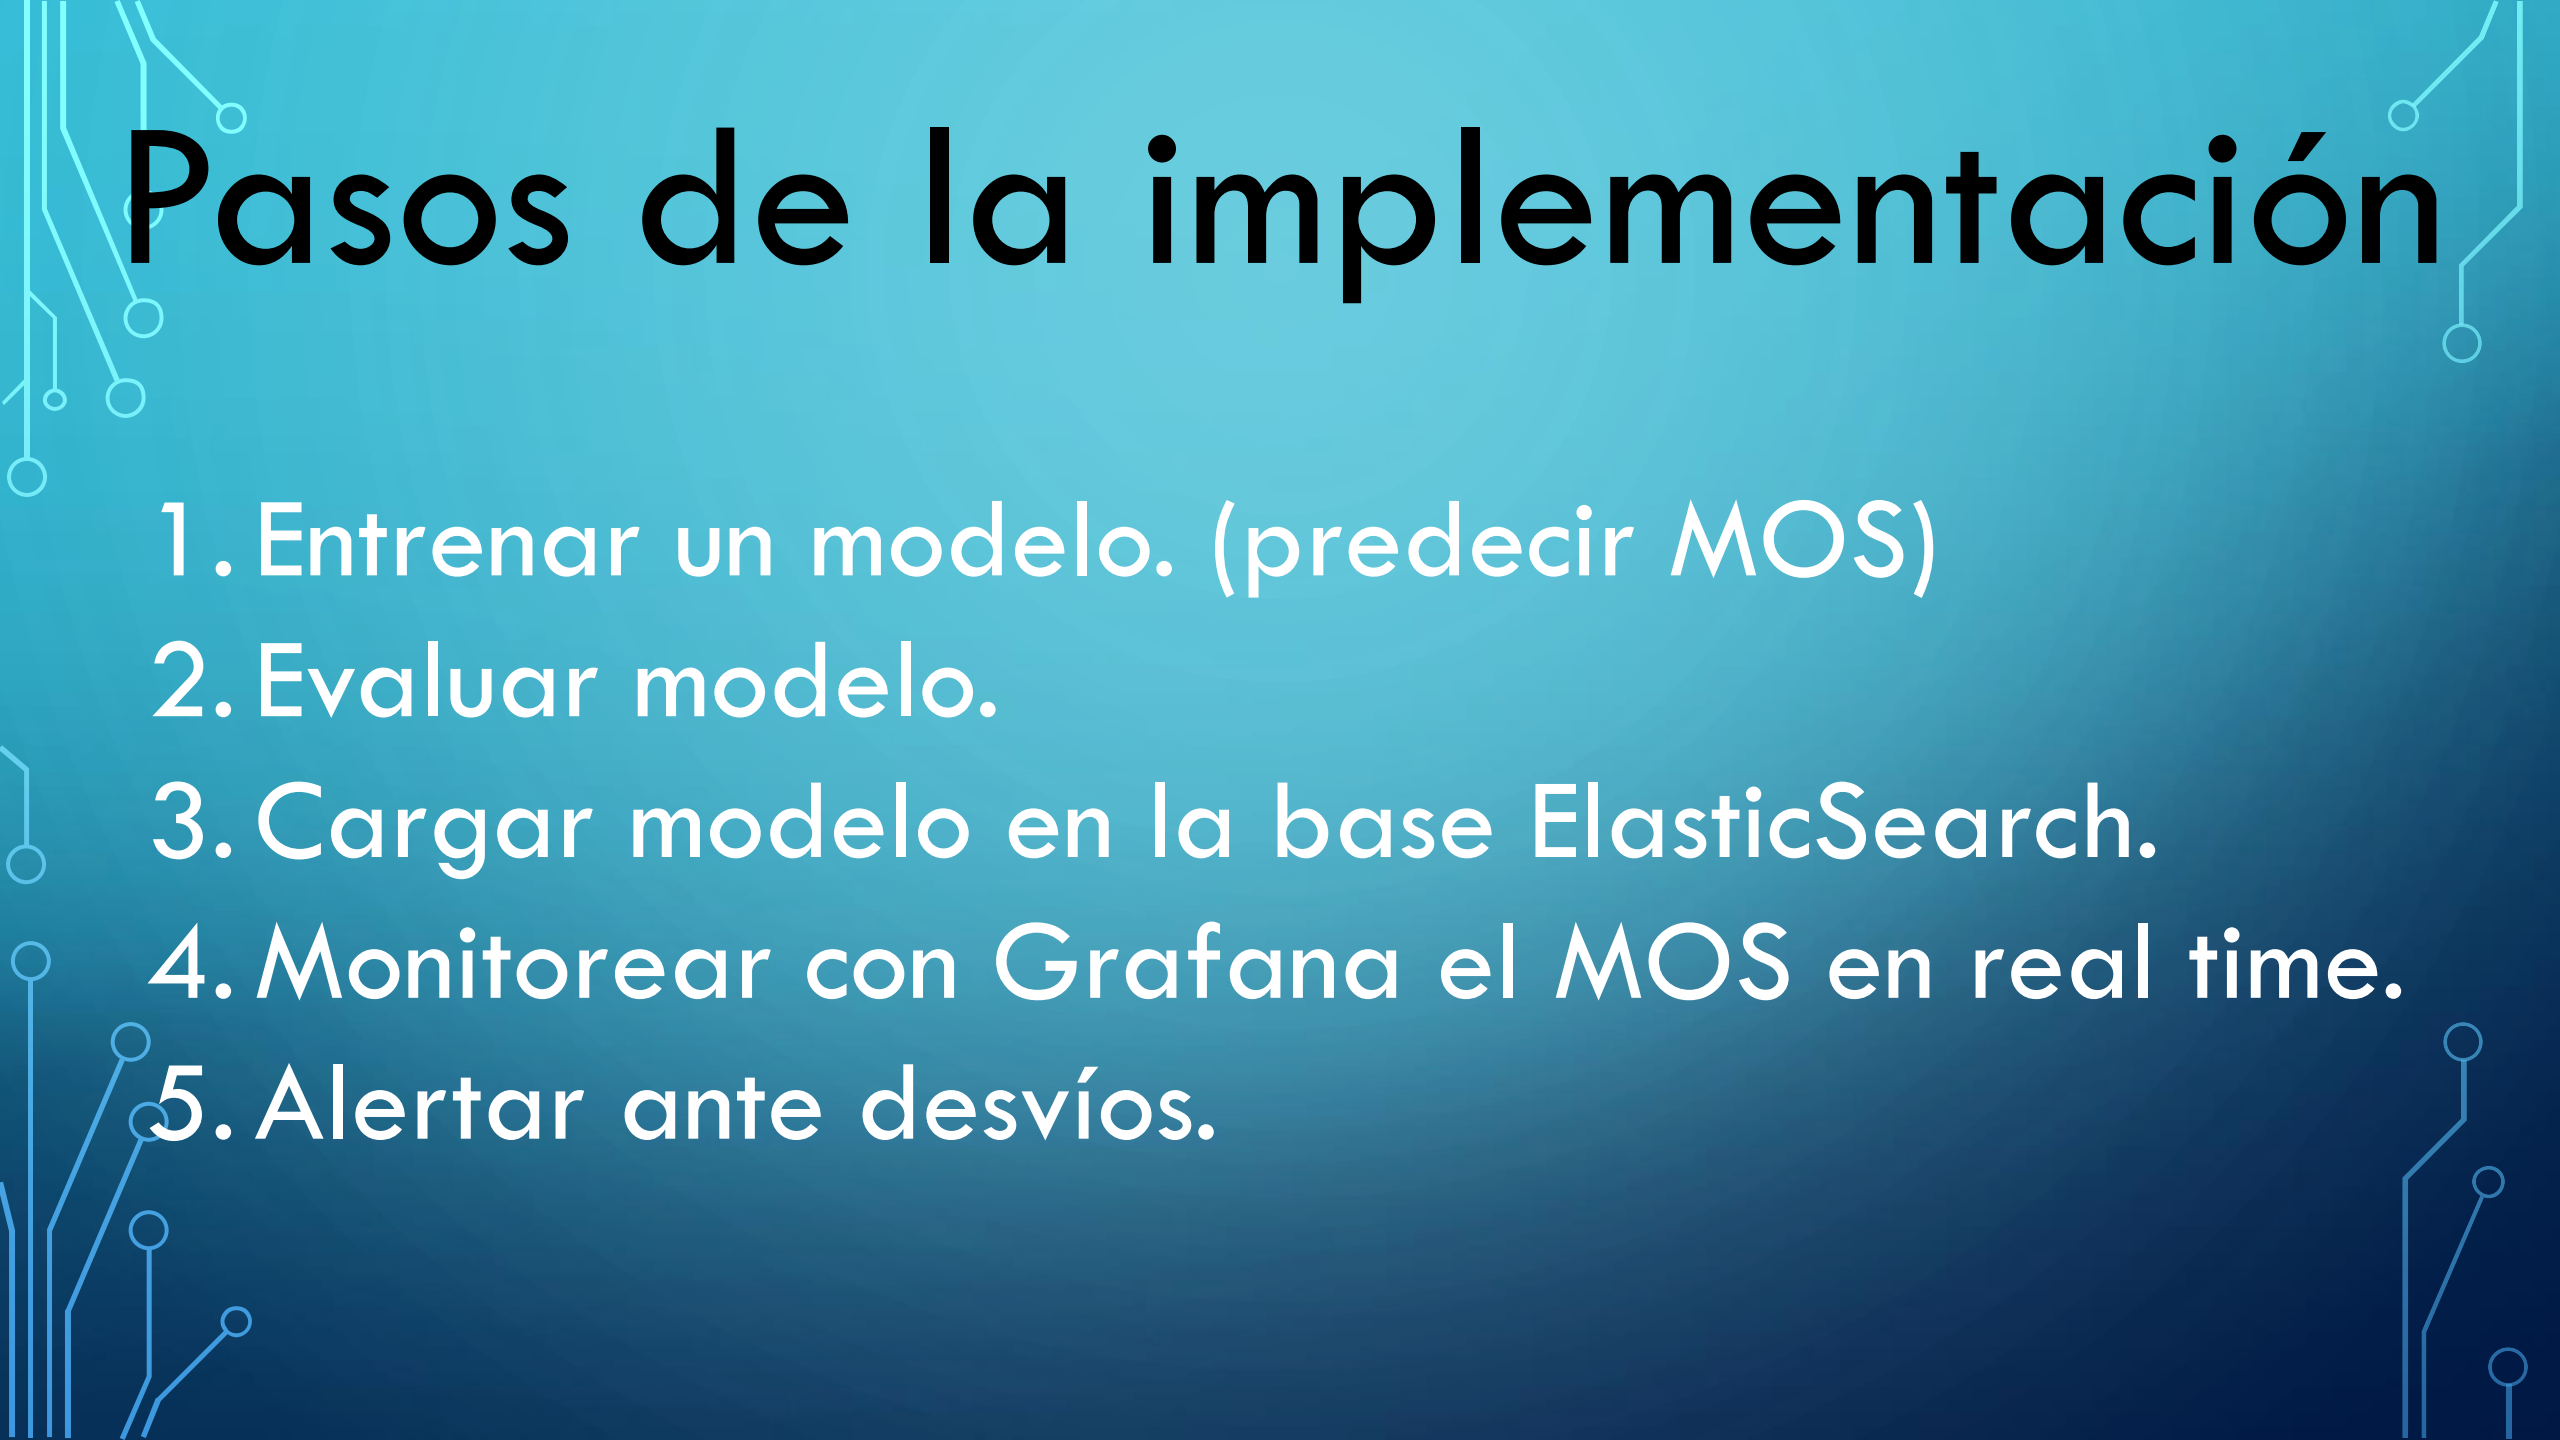 Pasos de la implementación
1. Entrenar un modelo. (predecir MOS)
2. Evaluar modelo.
3. Cargar modelo en la base ElasticSearch.
4. Monitorear con Grafana el MOS en real time.
5. Alertar ante desvíos.